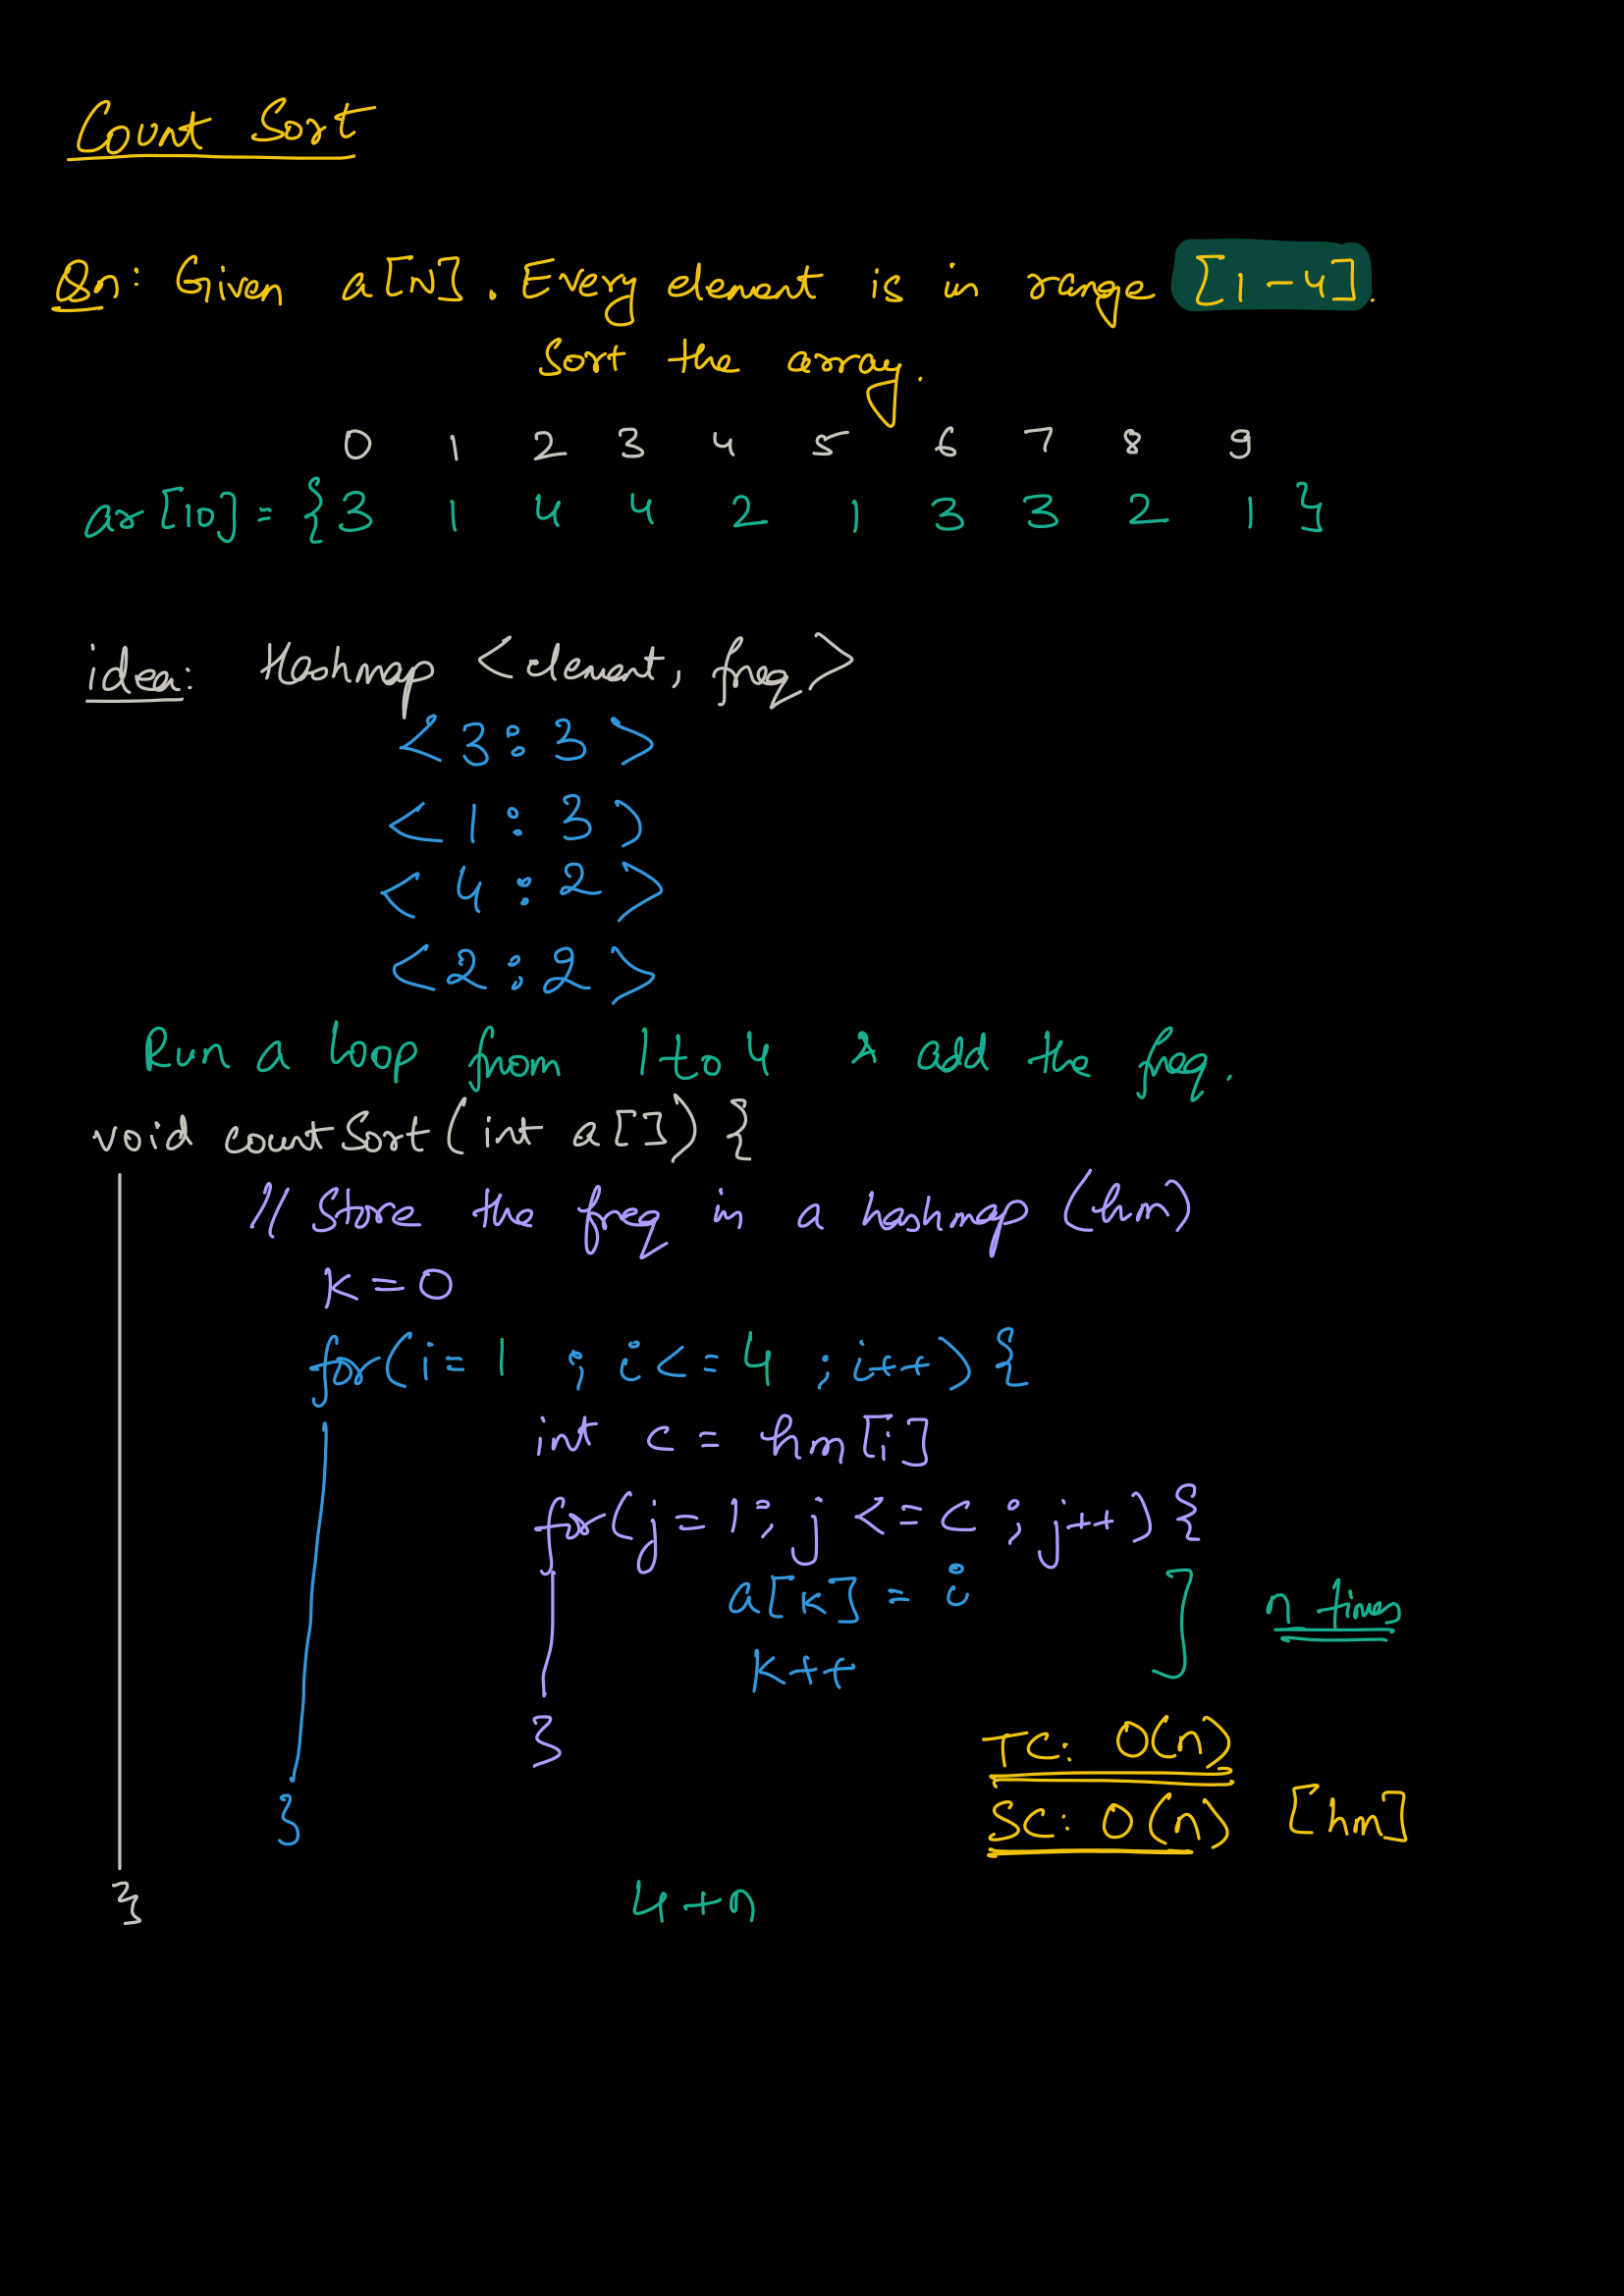 Count Sort
Qn: Given a[N]. Every element is in range [1-4].
Sort the array.
0 1 2 3 4 5 6 7 8 9
ar[10] = {3 1 4 4 2 1 3 3 2 1}
idea: Hashmap <element, freq>
<3:3>
<1:3)
<4:2>
<2:2>
Run a loop from 1 to 4 & add the freq.
void countSort(int a[]) {
// Store the freq in a hashmap (hm)
k=0
for(i=1 ; i<=4 ; i++) {
int c = hm[i]
for(j=1; j<=c ; j++) {
a[k] = i
] n times
k++
}
TC: O(n)
}
SC: O(n) [hm]
}
4+n